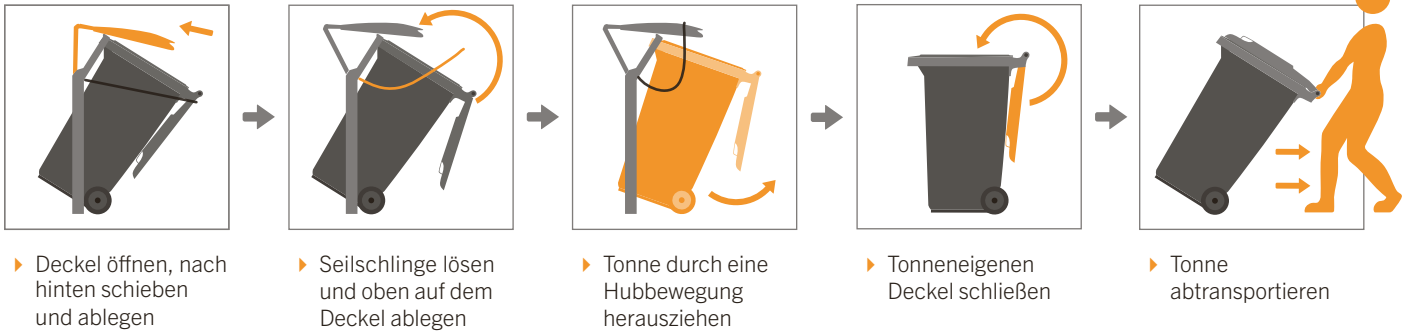 Deckel öffnen, nach
hinten schieben
und ablegen
Seilschlinge lösen
und oben auf dem
Deckel ablegen
Tonne durch eine
Hubbewegung
herausziehen
Tonneneigenen
Deckel schließen
Tonne
abtransportieren